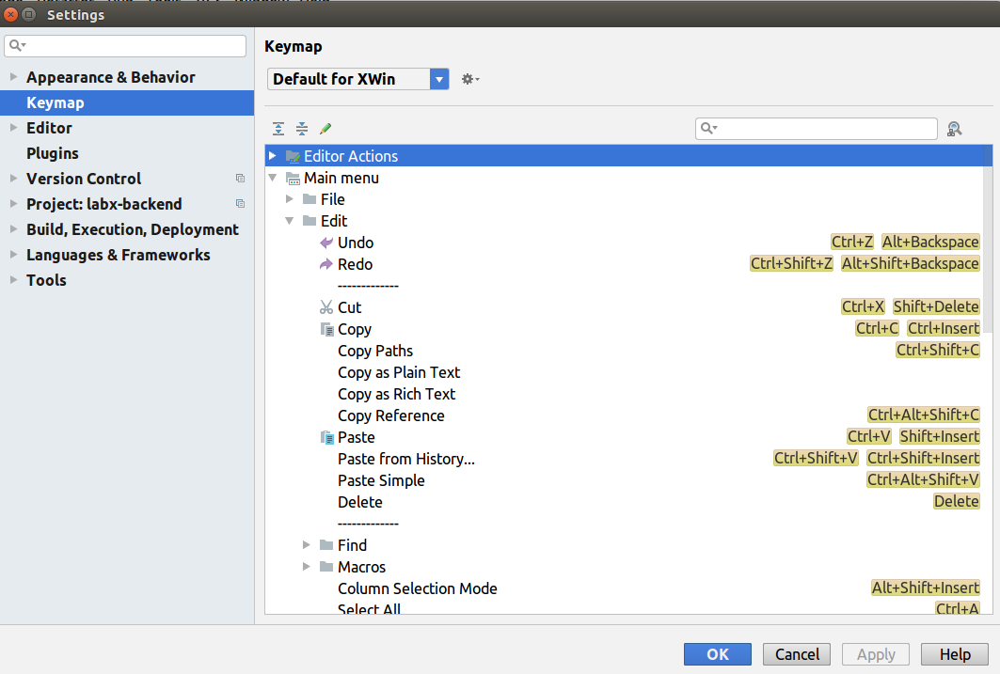 Settings
Appearance & Behavior
Keymap
Editor
Plugins
Version Control
Project: labx-backend
Build, Execution, Deployment
Languages & Frameworks
Tools
Keymap
Default for XWin
Editor Actions
Main menu
File
Edit
Undo Ctrl+Z Alt+Backspace
Redo Ctrl+Shift+Z Alt+Shift+Backspace
-------------
Cut Ctrl+X Shift+Delete
Copy Ctrl+C Ctrl+Insert
Copy Paths Ctrl+Shift+C
Copy as Plain Text
Copy as Rich Text
Copy Reference Ctrl+Alt+Shift+C
Paste Ctrl+V Shift+Insert
Paste from History... Ctrl+Shift+V Ctrl+Shift+Insert
Paste Simple Ctrl+Alt+Shift+V
Delete Delete
-------------
Find
Macros
Column Selection Mode Alt+Shift+Insert
Select All Ctrl+A
OK Cancel Apply Help